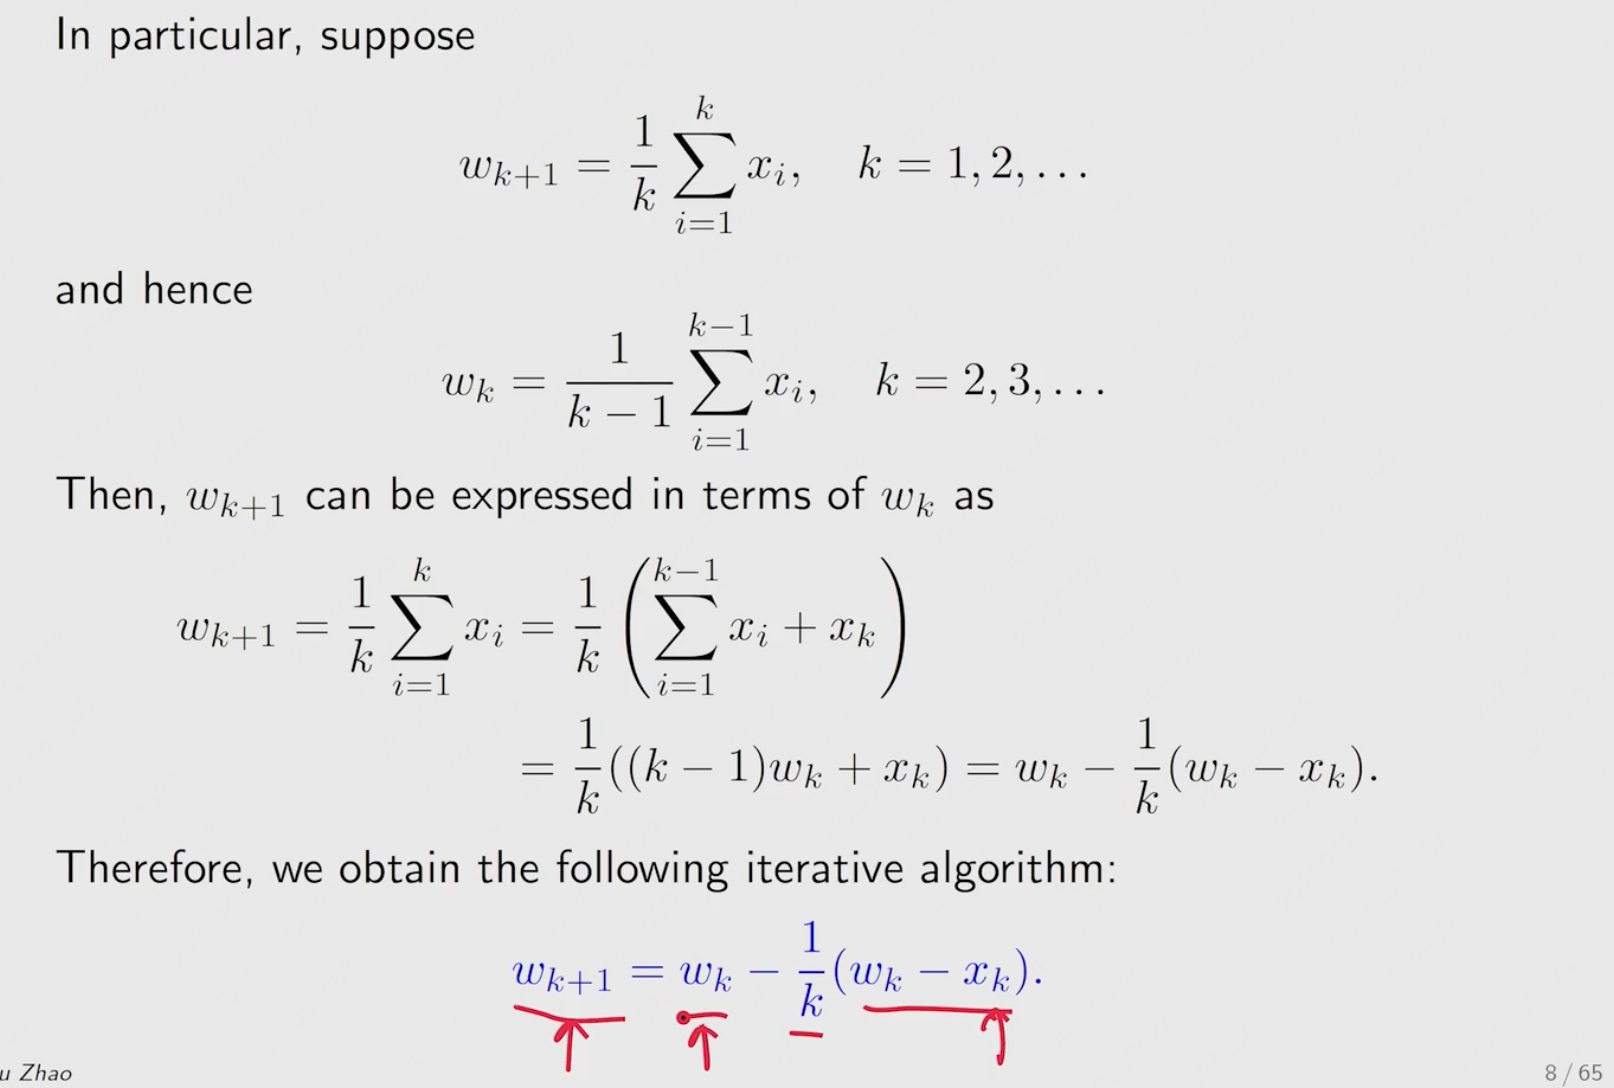 In particular, suppose
w_{k+1} = \frac{1}{k} \sum_{i=1}^{k} x_i, \quad k = 1, 2, \ldots
and hence
w_k = \frac{1}{k-1} \sum_{i=1}^{k-1} x_i, \quad k = 2, 3, \ldots
Then, w_{k+1} can be expressed in terms of w_k as
w_{k+1} = \frac{1}{k} \sum_{i=1}^{k} x_i = \frac{1}{k} \left( \sum_{i=1}^{k-1} x_i + x_k \right)
= \frac{1}{k} ((k-1)w_k + x_k) = w_k - \frac{1}{k}(w_k - x_k).
Therefore, we obtain the following iterative algorithm:
w_{k+1} = w_k - \frac{1}{k}(w_k - x_k).
u Zhao
8 / 65